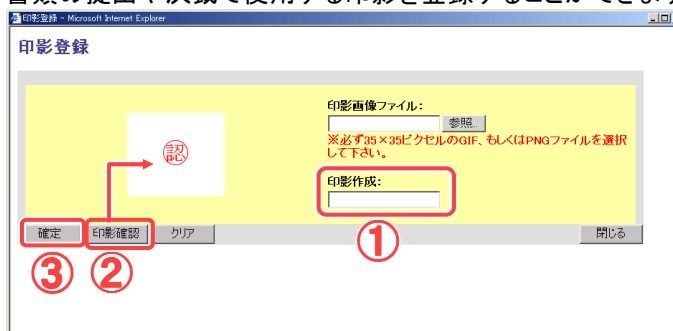 書類の提出や決裁で使用する印影を登録することができます
印影登録 - Microsoft Internet Explorer
印影登録
印影画像ファイル：
参照...
※必ず35×35ピクセルのGIF、もしくはPNGファイルを選択
して下さい。
認
印影作成：
①
確定 印影確認 クリア 閉じる
③ ②